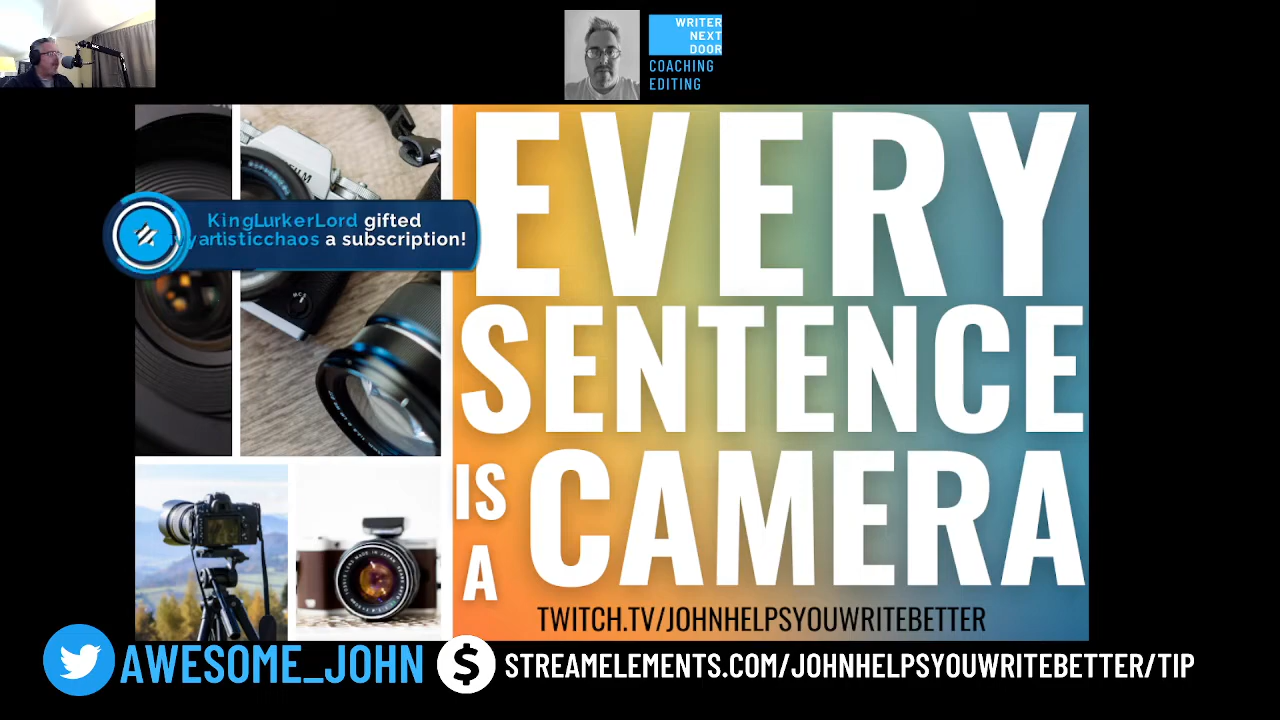 WRITER
NEXT
DOOR
COACHING
EDITING
KingLurkerLord gifted
ivyartisticchaos a subscription!
EVERY
SENTENCE
IS
A
CAMERA
TWITCH.TV/JOHNHELPSYOUWRITEBETTER
AWESOME_JOHN
$
STREAMELEMENTS.COM/JOHNHELPSYOUWRITEBETTER/TIP